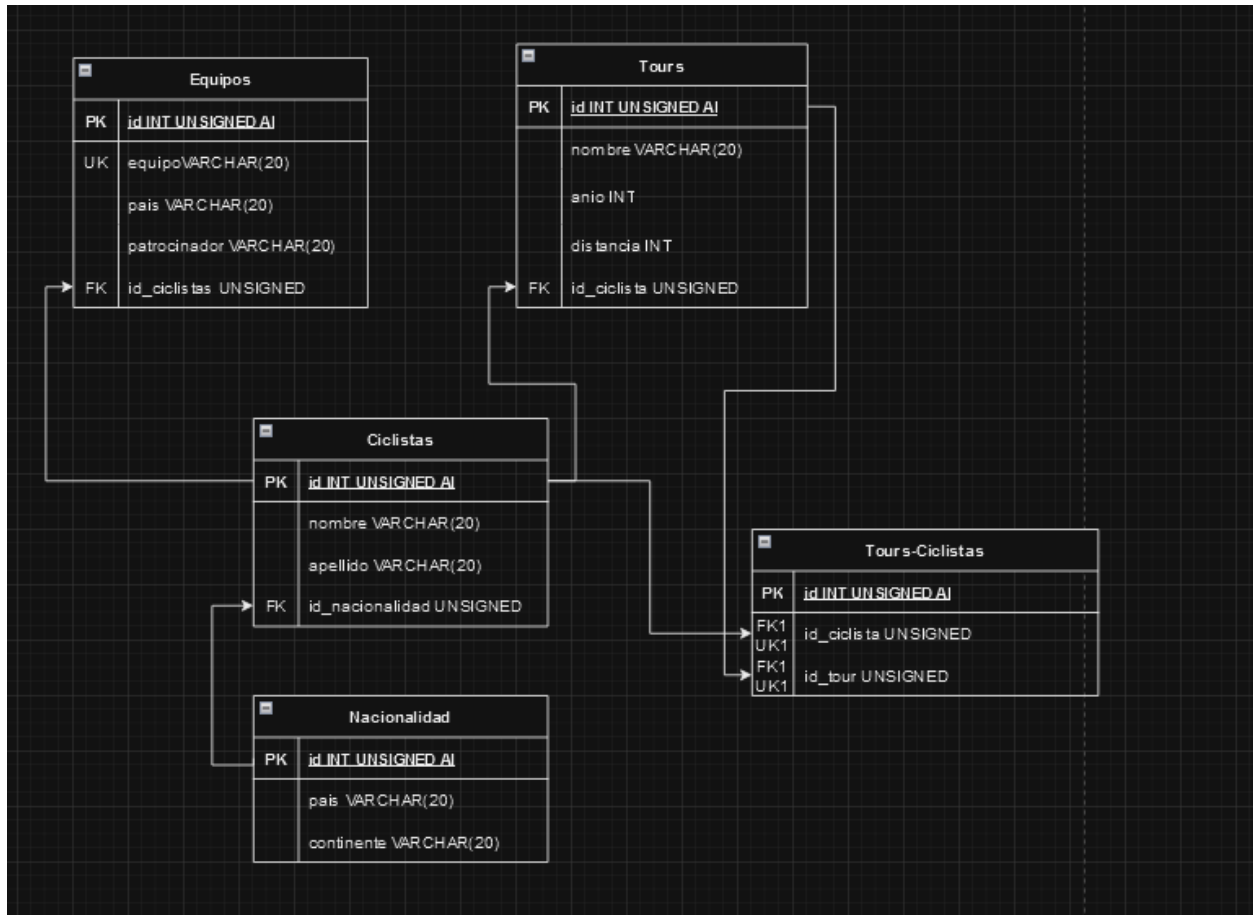 Equipos
PK id INT UNSIGNED AI
UK equipoVARCHAR(20)
pais VARCHAR(20)
patrocinador VARCHAR(20)
FK id_ciclistas UNSIGNED
Tours
PK id INT UNSIGNED AI
nombre VARCHAR(20)
anio INT
distancia INT
FK id_ciclista UNSIGNED
Ciclistas
PK id INT UNSIGNED AI
nombre VARCHAR(20)
apellido VARCHAR(20)
FK id_nacionalidad UNSIGNED
Tours-Ciclistas
PK id INT UNSIGNED AI
FK1
UK1 id_ciclista UNSIGNED
FK1
UK1 id_tour UNSIGNED
Nacionalidad
PK id INT UNSIGNED AI
pais VARCHAR(20)
continente VARCHAR(20)